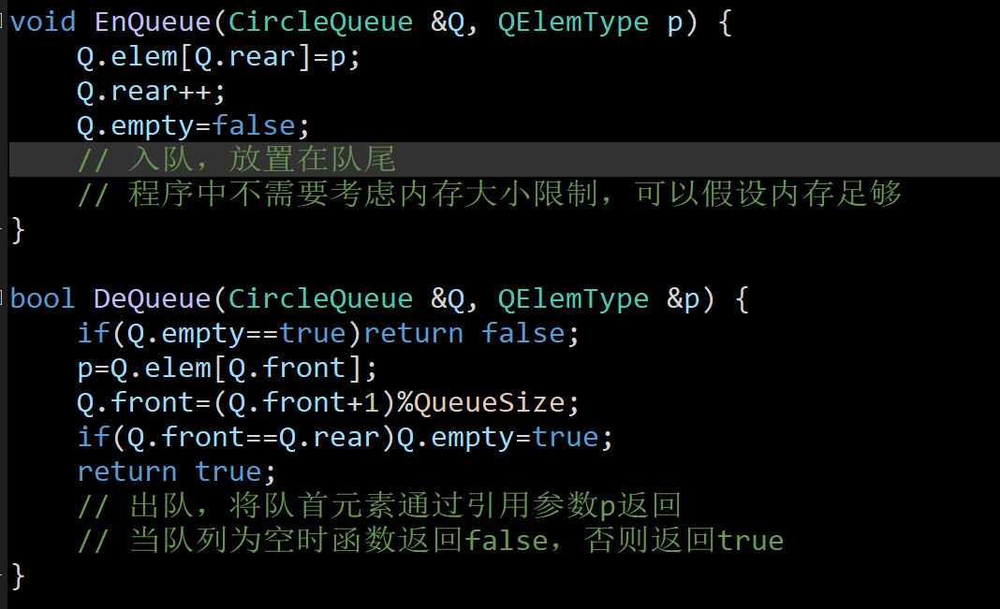 void EnQueue(CircleQueue &Q, QElemType p) {
    Q.elem[Q.rear]=p;
    Q.rear++;
    Q.empty=false;
    // 入队，放置在队尾
    // 程序中不需要考虑内存大小限制，可以假设内存足够
}

bool DeQueue(CircleQueue &Q, QElemType &p) {
    if(Q.empty==true)return false;
    p=Q.elem[Q.front];
    Q.front=(Q.front+1)%QueueSize;
    if(Q.front==Q.rear)Q.empty=true;
    return true;
    // 出队，将队首元素通过引用参数p返回
    // 当队列为空时函数返回false，否则返回true
}